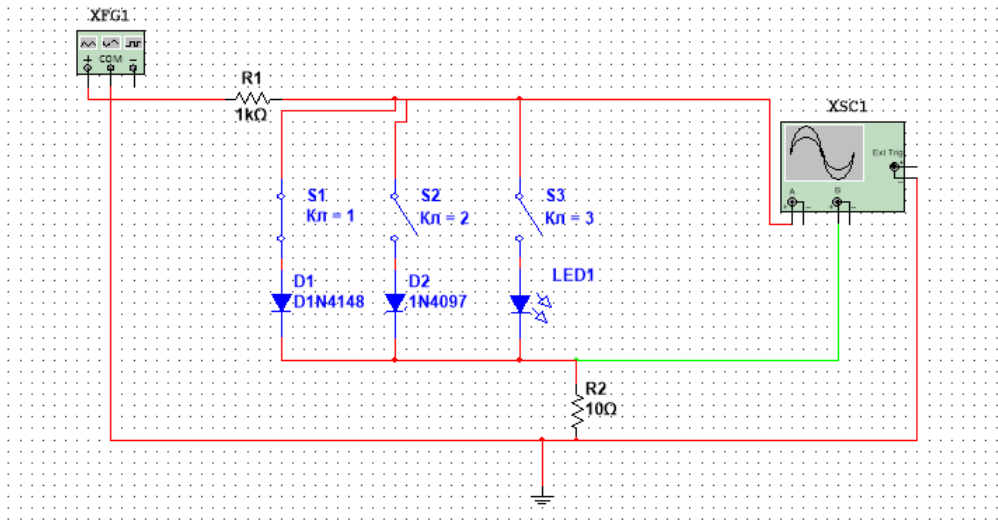 XFG1
+ COM −
R1
1kΩ
XSC1
Ext Trig
+
−
A
B
+ − + −
S1
Кл = 1
S2
Кл = 2
S3
Кл = 3
D1
D1N4148
D2
1N4097
LED1
R2
10Ω